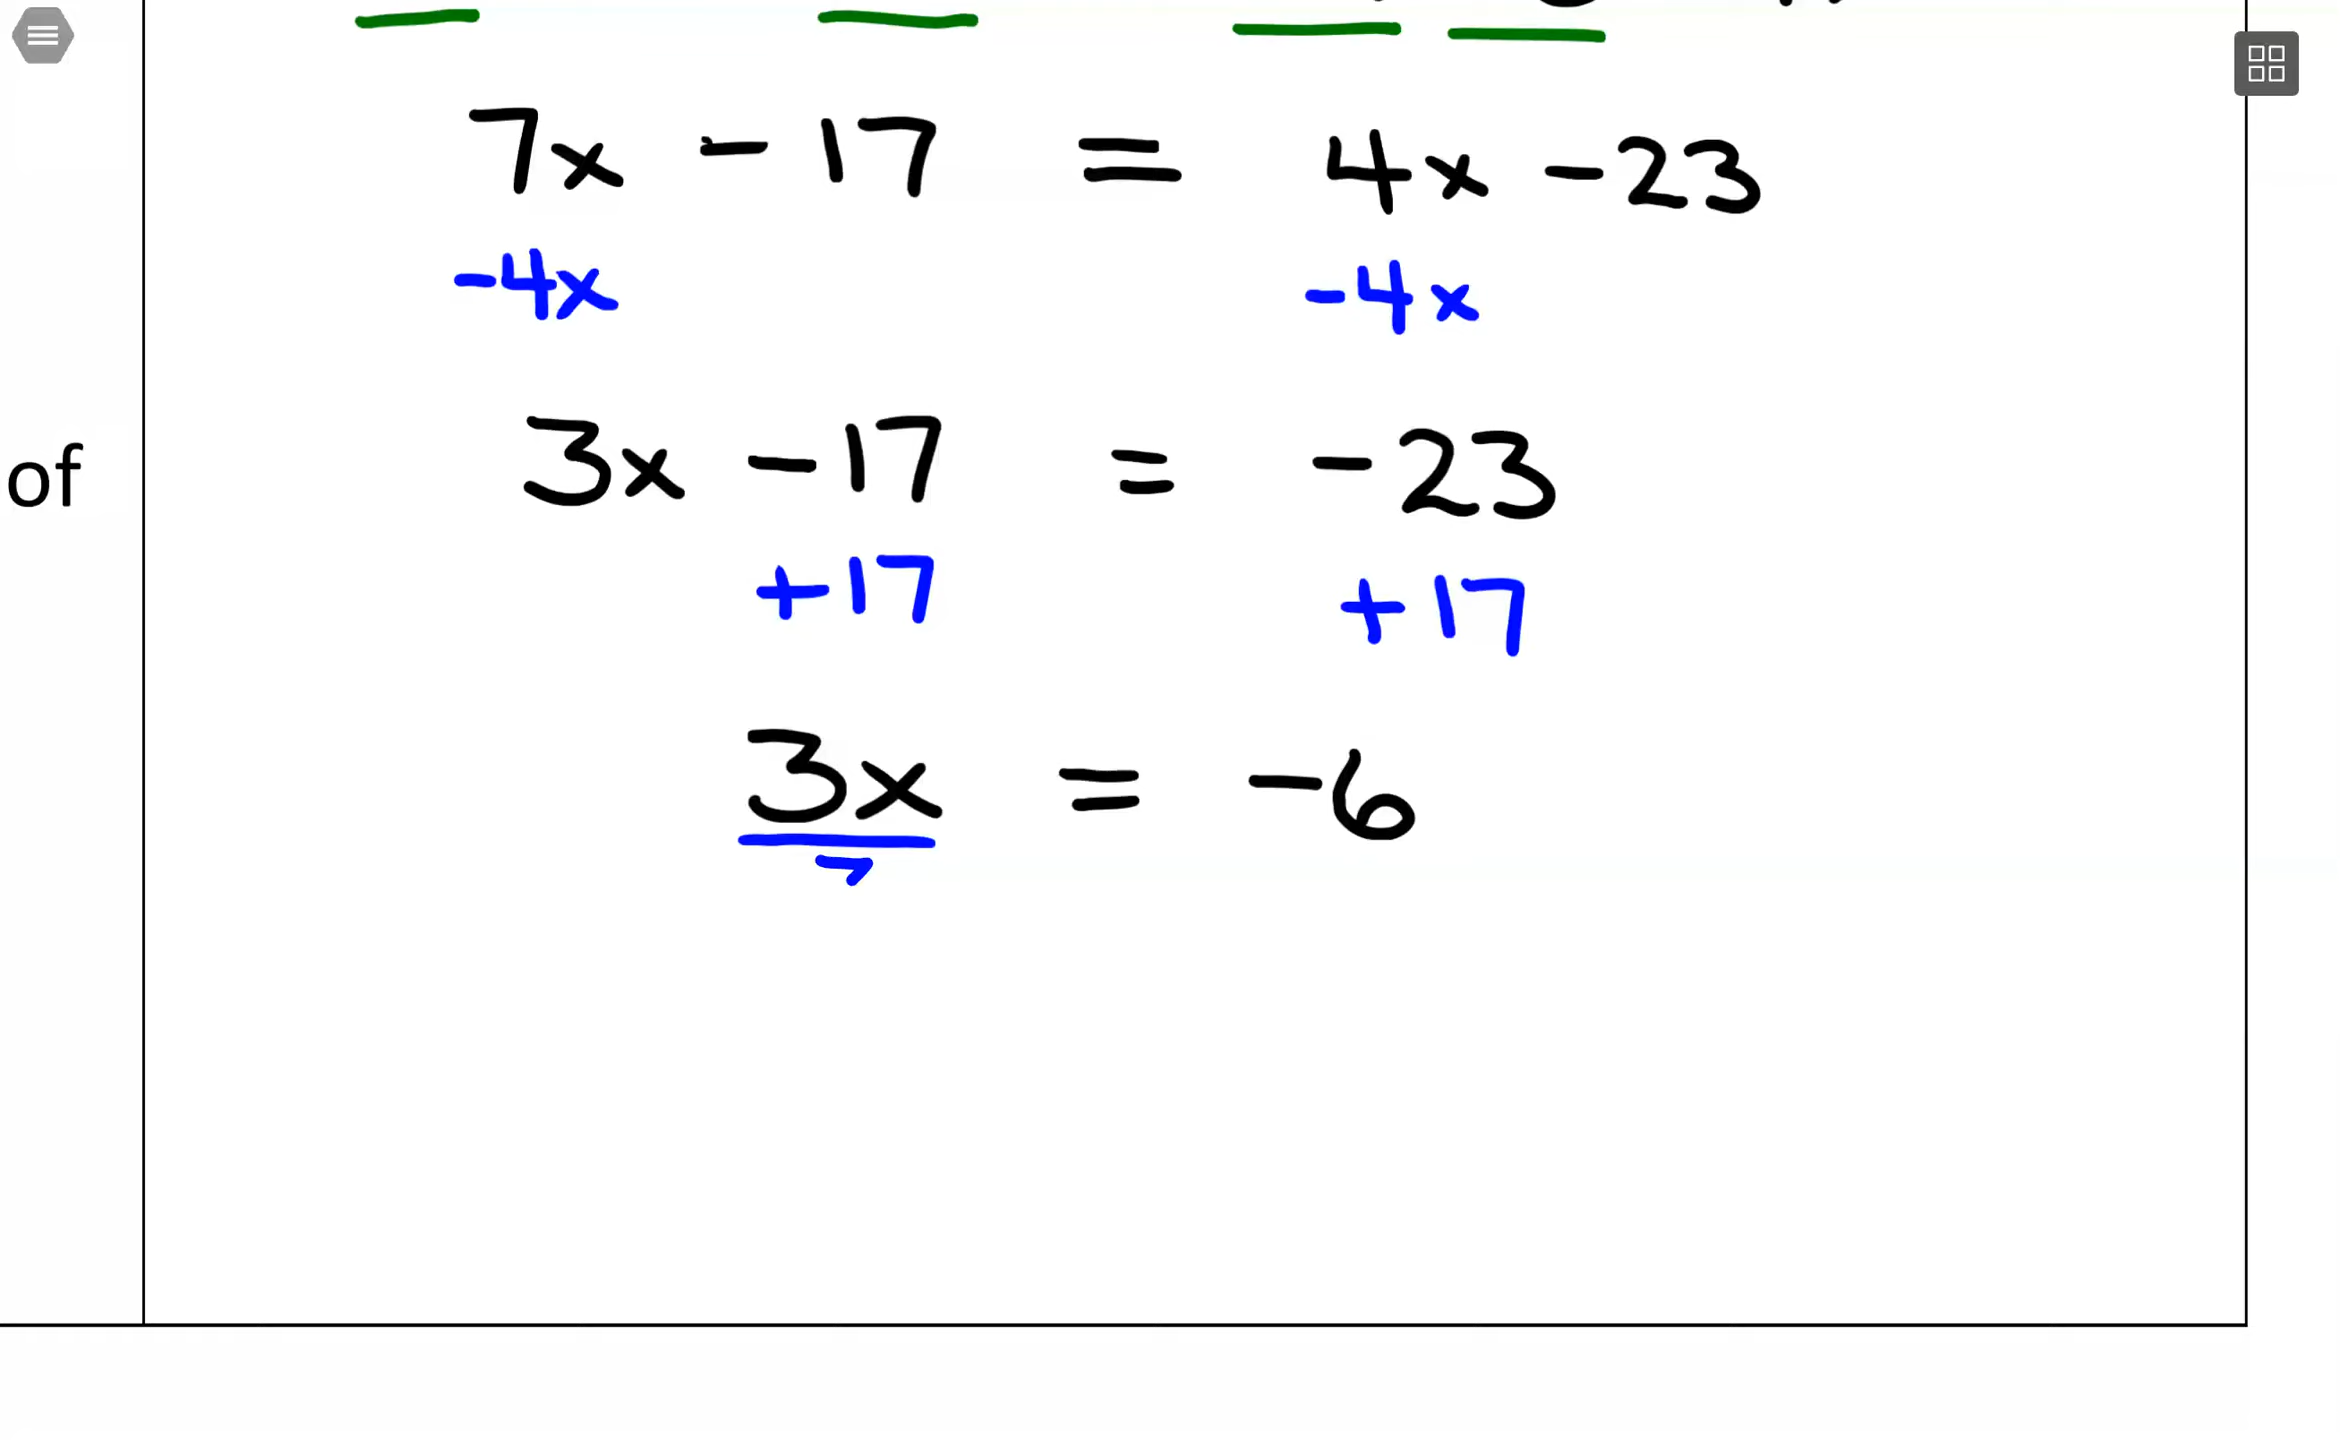 7x - 17 = 4x - 23
-4x -4x
of
3x - 17 = -23
+17 +17
3x = -6